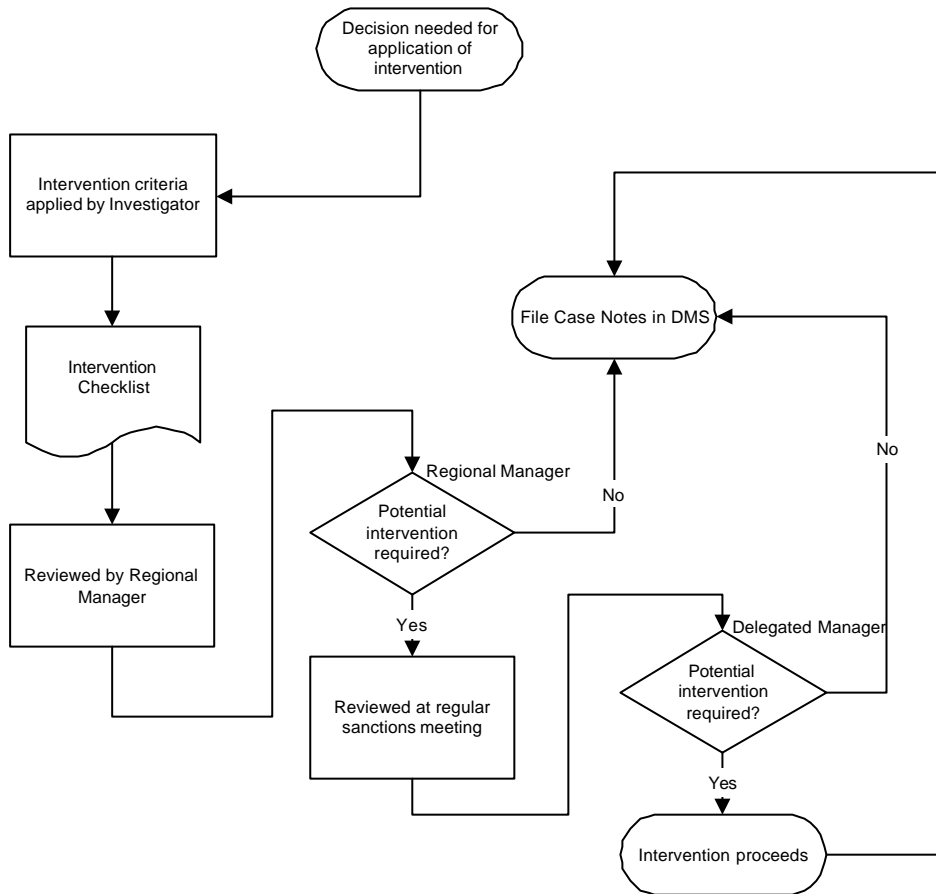 Decision needed for
application of
intervention
Intervention criteria
applied by Investigator
File Case Notes in DMS
Intervention
Checklist
No
Regional Manager
No
Potential
intervention
required?
Reviewed by Regional
Manager
Yes
Delegated Manager
Potential
intervention
required?
Reviewed at regular
sanctions meeting
Yes
Intervention proceeds